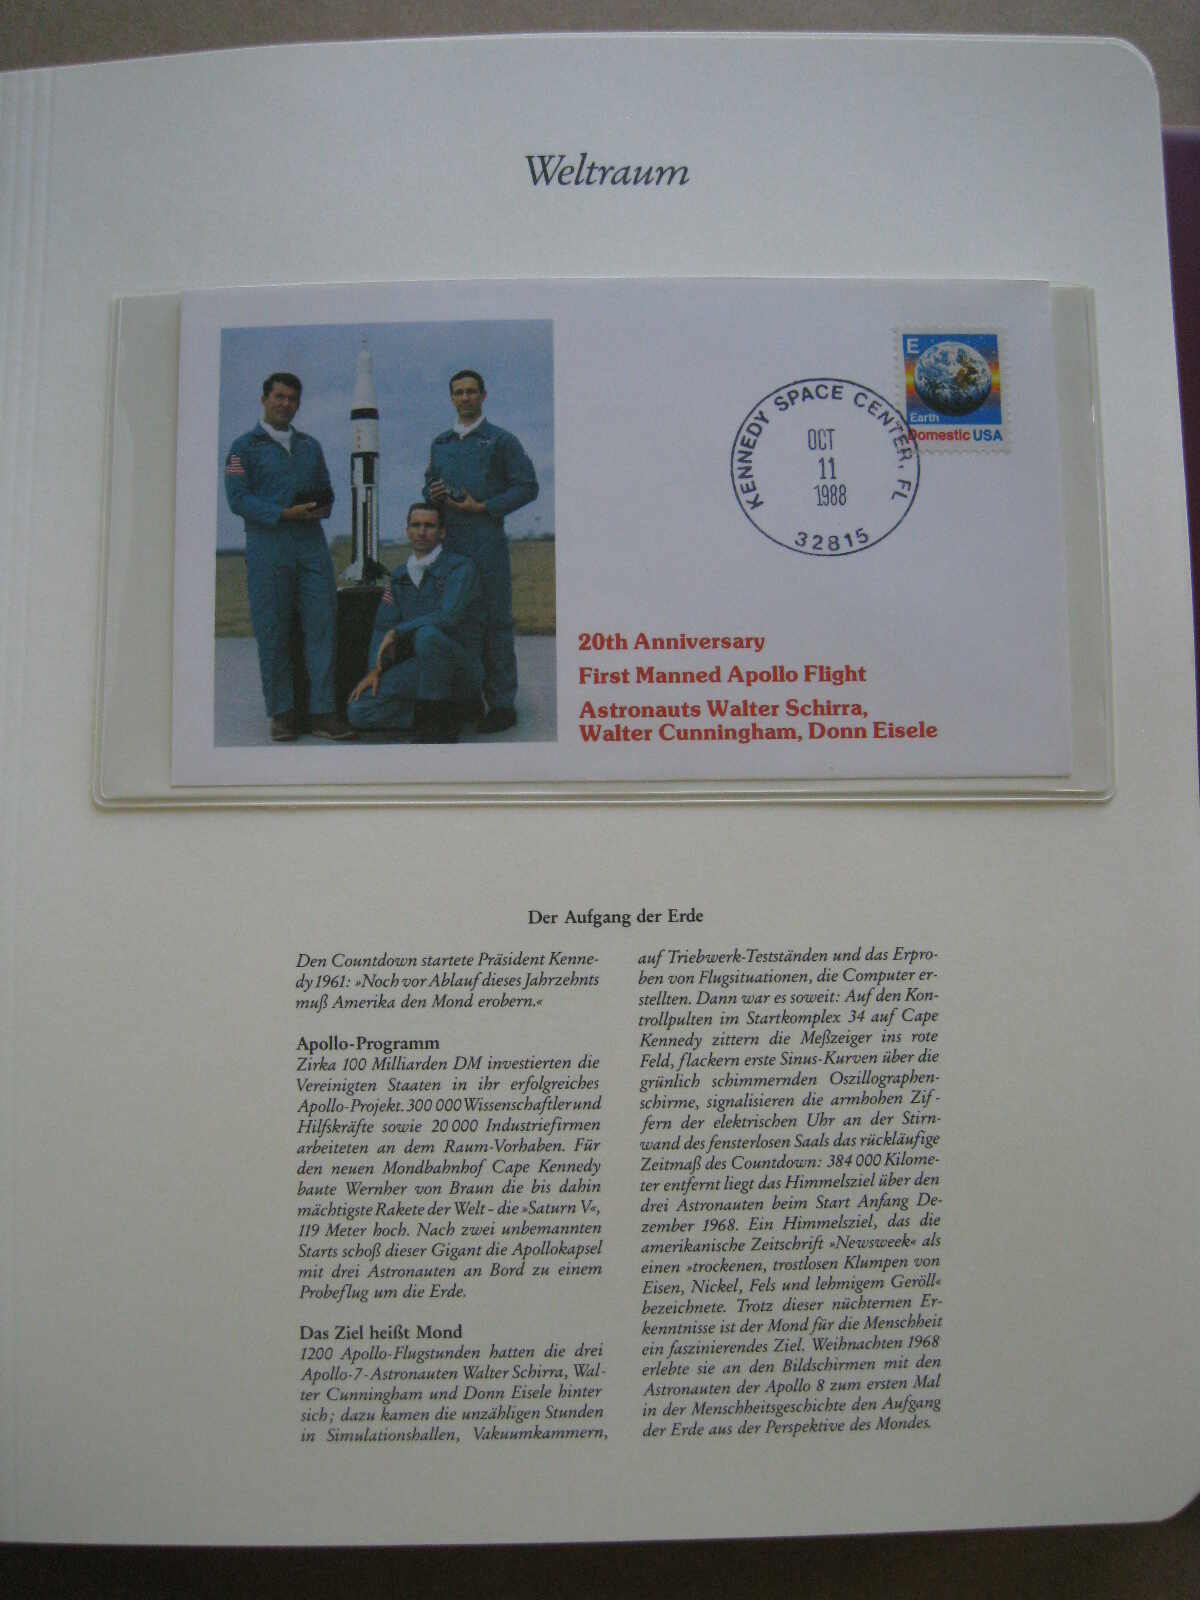 Weltraum
E
Earth
Domestic USA
KENNEDY SPACE CENTER, FL
OCT
11
1988
32815
20th Anniversary
First Manned Apollo Flight
Astronauts Walter Schirra,
Walter Cunningham, Donn Eisele
Der Aufgang der Erde
Den Countdown startete Präsident Kenne-
dy 1961: »Noch vor Ablauf dieses Jahrzehnts
muß Amerika den Mond erobern.«
Apollo-Programm
Zirka 100 Milliarden DM investierten die
Vereinigten Staaten in ihr erfolgreiches
Apollo-Projekt. 300 000 Wissenschaftler und
Hilfskräfte sowie 20 000 Industriefirmen
arbeiteten an dem Raum-Vorhaben. Für
den neuen Mondbahnhof Cape Kennedy
baute Wernher von Braun die bis dahin
mächtigste Rakete der Welt – die »Saturn V«,
119 Meter hoch. Nach zwei unbemannten
Starts schoß dieser Gigant die Apollokapsel
mit drei Astronauten an Bord zu einem
Probeflug um die Erde.
Das Ziel heißt Mond
1200 Apollo-Flugstunden hatten die drei
Apollo-7-Astronauten Walter Schirra, Wal-
ter Cunningham und Donn Eisele hinter
sich; dazu kamen die unzähligen Stunden
in Simulationshallen, Vakuumkammern,
auf Triebwerk-Testständen und das Erpro-
ben von Flugsituationen, die Computer er-
stellten. Dann war es soweit: Auf den Kon-
trollpulten im Startkomplex 34 auf Cape
Kennedy zittern die Meßzeiger ins rote
Feld, flackern erste Sinus-Kurven über die
grünlich schimmernden Oszillographen-
schirme, signalisieren die armhohen Zif-
fern der elektrischen Uhr an der Stirn-
wand des fensterlosen Saals das rückläufige
Zeitmaß des Countdown: 384 000 Kilome-
ter entfernt liegt das Himmelsziel über den
drei Astronauten beim Start Anfang De-
zember 1968. Ein Himmelsziel, das die
amerikanische Zeitschrift »Newsweek« als
einen »trockenen, trostlosen Klumpen von
Eisen, Nickel, Fels und lehmigem Geröll«
bezeichnete. Trotz dieser nüchternen Er-
kenntnisse ist der Mond für die Menschheit
ein faszinierendes Ziel. Weihnachten 1968
erlebte sie an den Bildschirmen mit den
Astronauten der Apollo 8 zum ersten Mal
in der Menschheitsgeschichte den Aufgang
der Erde aus der Perspektive des Mondes.